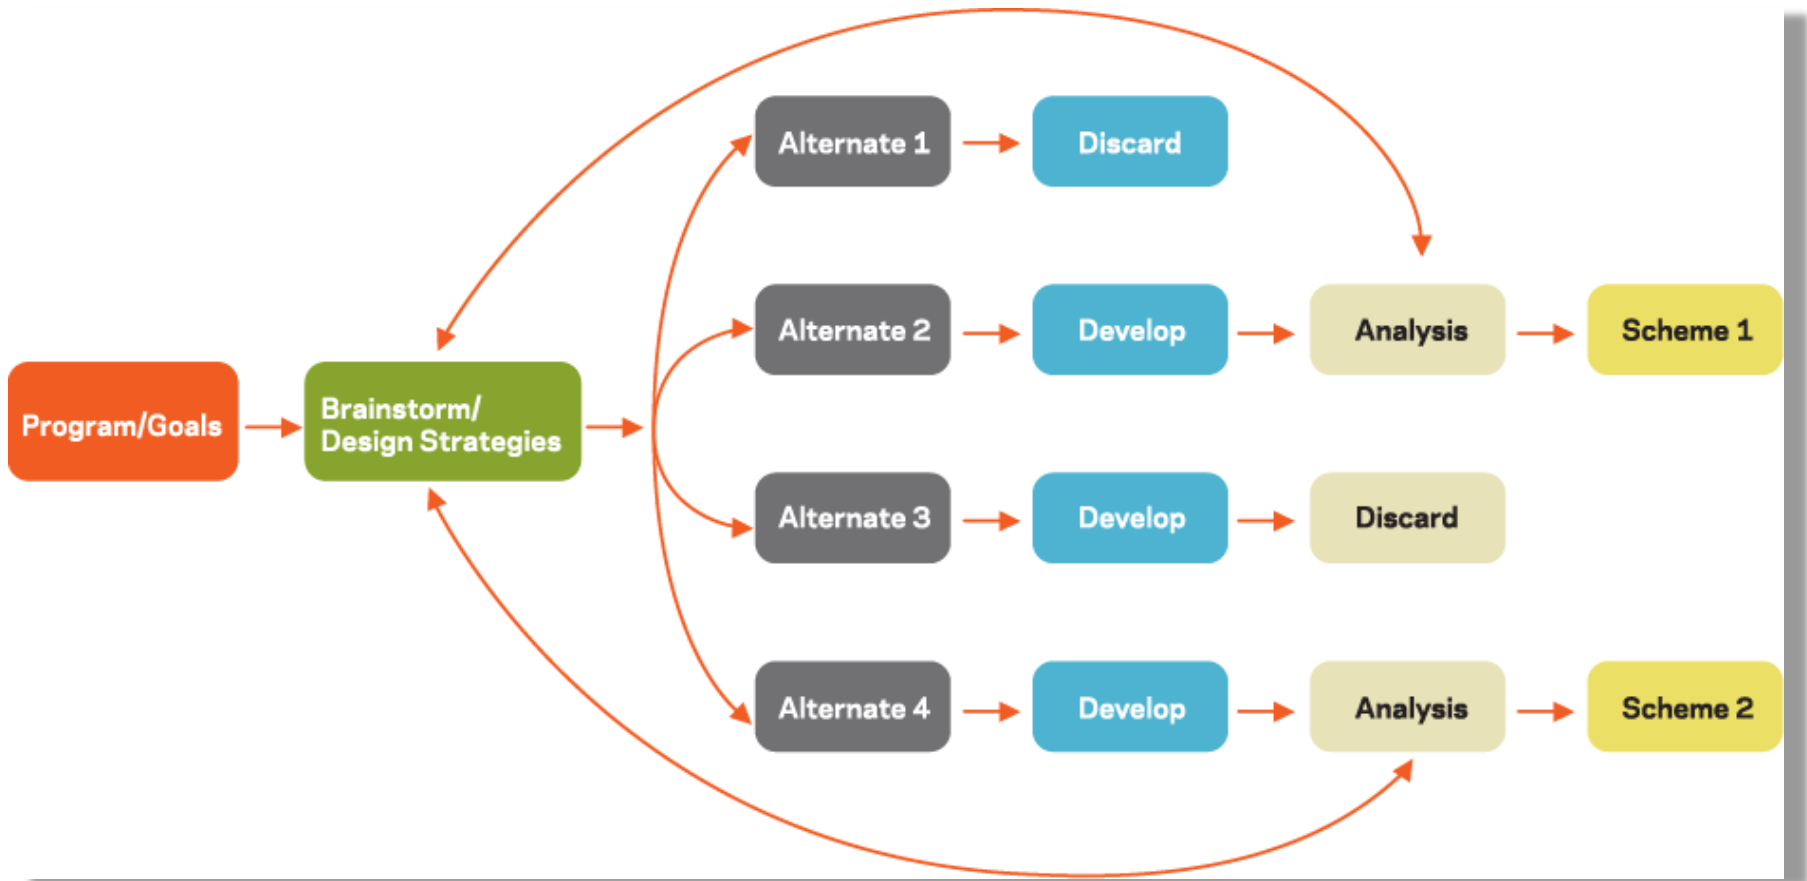 Program/Goals
Brainstorm/
Design Strategies
Alternate 1
Discard
Alternate 2
Develop
Analysis
Scheme 1
Alternate 3
Develop
Discard
Alternate 4
Develop
Analysis
Scheme 2